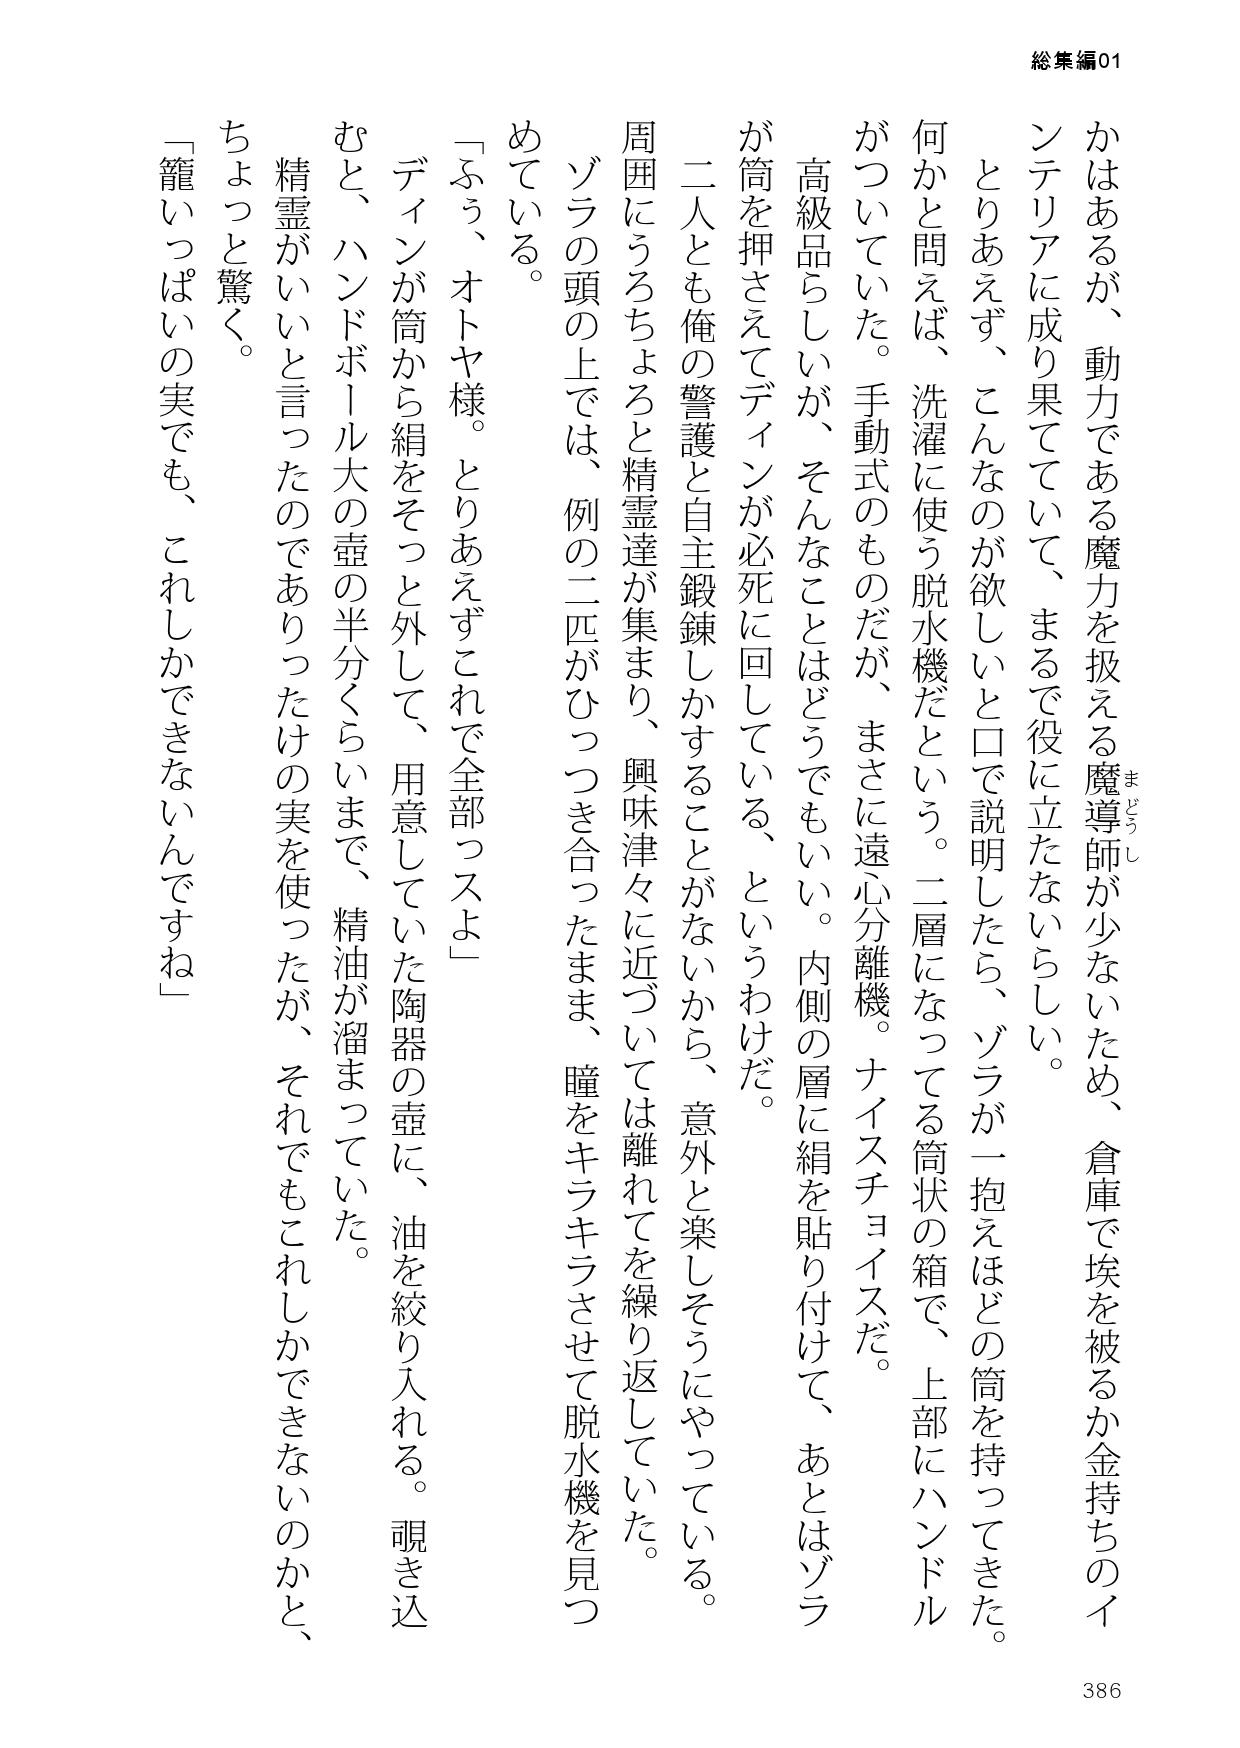 総集編01
かはあるが、動力である魔力を扱える魔導師が少ないため、倉庫で埃を被るか金持ちのイ
まどうし
ンテリアに成り果てていて、まるで役に立たないらしい。
とりあえず、こんなのが欲しいと口で説明したら、ゾラが一抱えほどの筒を持ってきた。
何かと問えば、洗濯に使う脱水機だという。二層になってる筒状の箱で、上部にハンドル
がついていた。手動式のものだが、まさに遠心分離機。ナイスチョイスだ。
高級品らしいが、そんなことはどうでもいい。内側の層に絹を貼り付けて、あとはゾラ
が筒を押さえてディンが必死に回している、というわけだ。
二人とも俺の警護と自主鍛錬しかすることがないから、意外と楽しそうにやっている。
周囲にうろちょろと精霊達が集まり、興味津々に近づいては離れてを繰り返していた。
ゾラの頭の上では、例の二匹がひっつき合ったまま、瞳をキラキラさせて脱水機を見つ
めている。
「ふぅ、オトヤ様。とりあえずこれで全部っスよ」
ディンが筒から絹をそっと外して、用意していた陶器の壺に、油を絞り入れる。覗き込
むと、ハンドボール大の壺の半分くらいまで、精油が溜まっていた。
精霊がいいと言ったのでありったけの実を使ったが、それでもこれしかできないのかと、
ちょっと驚く。
「籠いっぱいの実でも、これしかできないんですね」
386